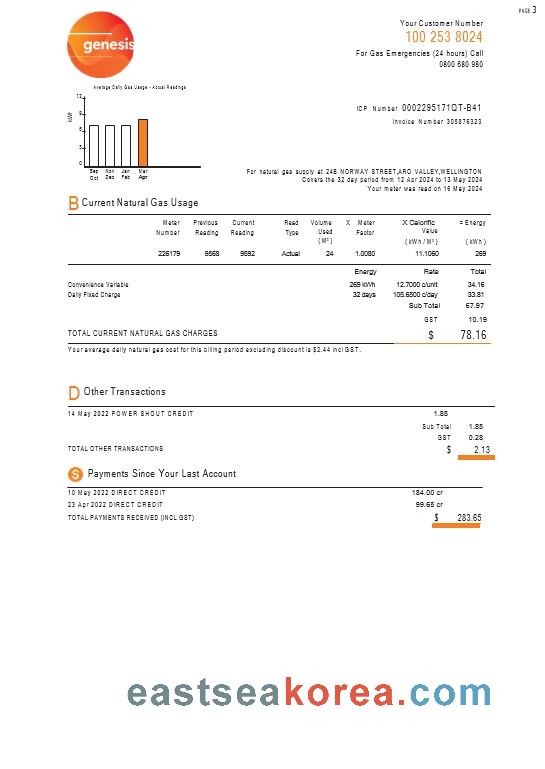 PAGE 3
genesis
Your Customer Number
100 253 8024
For Gas Emergencies (24 hours) Call
0800 680 980
Average Daily Gas Usage - Actual Readings
kWh
12
9
6
3
0
Sep Nov Jan Mar
Oct Dec Feb Apr
ICP Number 0002295171QT-B41
Invoice Number 305876323
For natural gas supply at 24B NORWAY STREET,ARO VALLEY,WELLINGTON
Covers the 32 day period from 12 Apr 2024 to 13 May 2024
Your meter was read on 16 May 2024
B Current Natural Gas Usage
Meter Number Previous Reading Current Reading Read Type Volume Used (M³) X Meter Factor X Calorific Value (kWh/M³) = Energy (kWh)
226179 9568 9592 Actual 24 1.0080 11.1060 269
Energy Rate Total
Convenience Variable 269 kWh 12.7000 c/unit 34.16
Daily Fixed Charge 32 days 105.6500 c/day 33.81
Sub Total 67.97
GST 10.19
TOTAL CURRENT NATURAL GAS CHARGES $ 78.16
Your average daily natural gas cost for this billing period excluding discount is $2.44 incl GST.
D Other Transactions
14 May 2022 POWER SHOUT CREDIT 1.85
Sub Total 1.85
GST 0.28
TOTAL OTHER TRANSACTIONS $ 2.13
$ Payments Since Your Last Account
10 May 2022 DIRECT CREDIT 184.00 cr
23 Apr 2022 DIRECT CREDIT 99.65 cr
TOTAL PAYMENTS RECEIVED (INCL GST) $ 283.65
eastseakorea.com